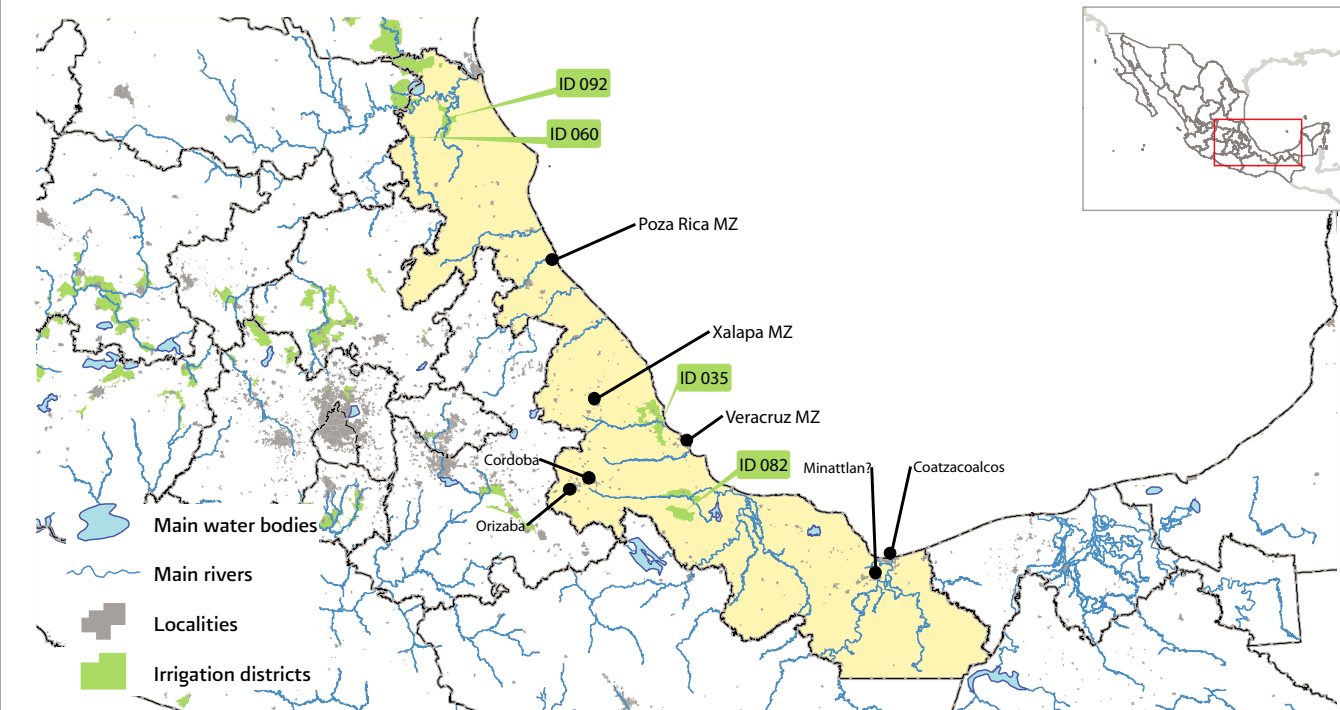 ID 092
ID 060
Poza Rica MZ
Xalapa MZ
ID 035
Veracruz MZ
Cordoba
ID 082
Minattlan?
Coatzacoalcos
Orizaba
Main water bodies
Main rivers
Localities
Irrigation districts